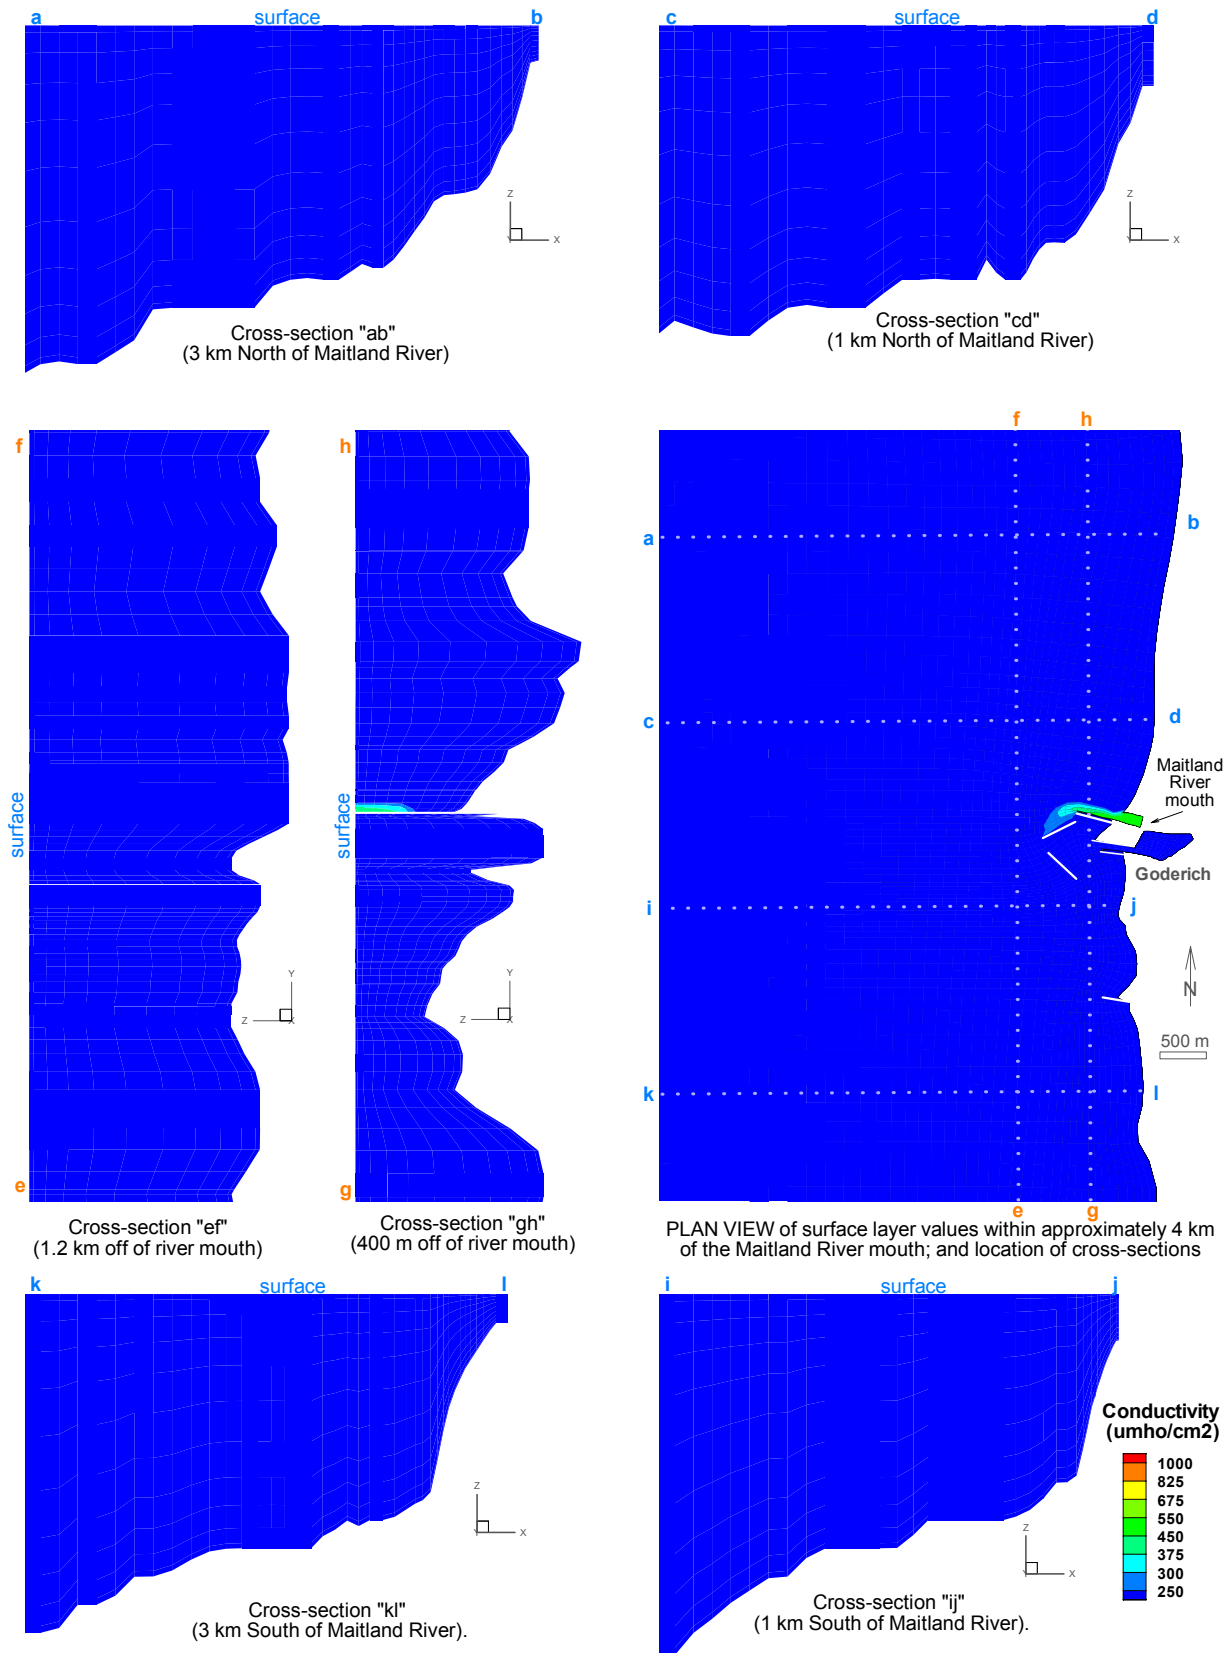 a
surface
b
c
surface
d
Z
Y
X
Z
Y
X
Cross-section "ab"
(3 km North of Maitland River)
Cross-section "cd"
(1 km North of Maitland River)
f
h
f
h
a
b
c
d
surface
surface
Maitland
River
mouth
Goderich
i
j
Y
Z
X
Y
Z
X
N
500 m
k
l
e
g
e
g
Cross-section "ef"
(1.2 km off of river mouth)
Cross-section "gh"
(400 m off of river mouth)
PLAN VIEW of surface layer values within approximately 4 km
of the Maitland River mouth; and location of cross-sections
k
surface
l
i
surface
j
Conductivity
(umho/cm2)
1000
825
675
550
450
375
300
250
Z
Y
X
Z
Y
X
Cross-section "kl"
(3 km South of Maitland River).
Cross-section "ij"
(1 km South of Maitland River).